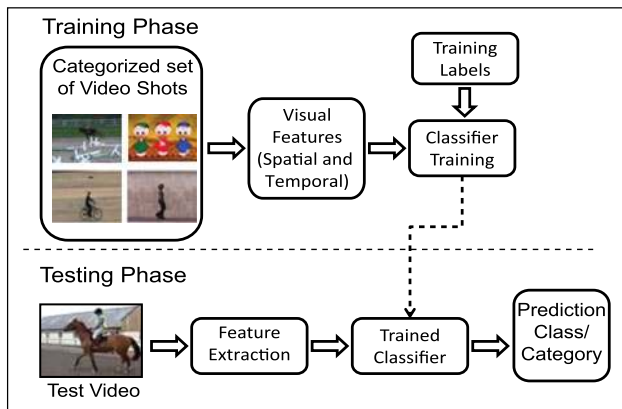 Training Phase
Categorized set
of Video Shots
Visual
Features
(Spatial and
Temporal)
Training
Labels
Classifier
Training
Testing Phase
Test Video
Feature
Extraction
Trained
Classifier
Prediction
Class/
Category